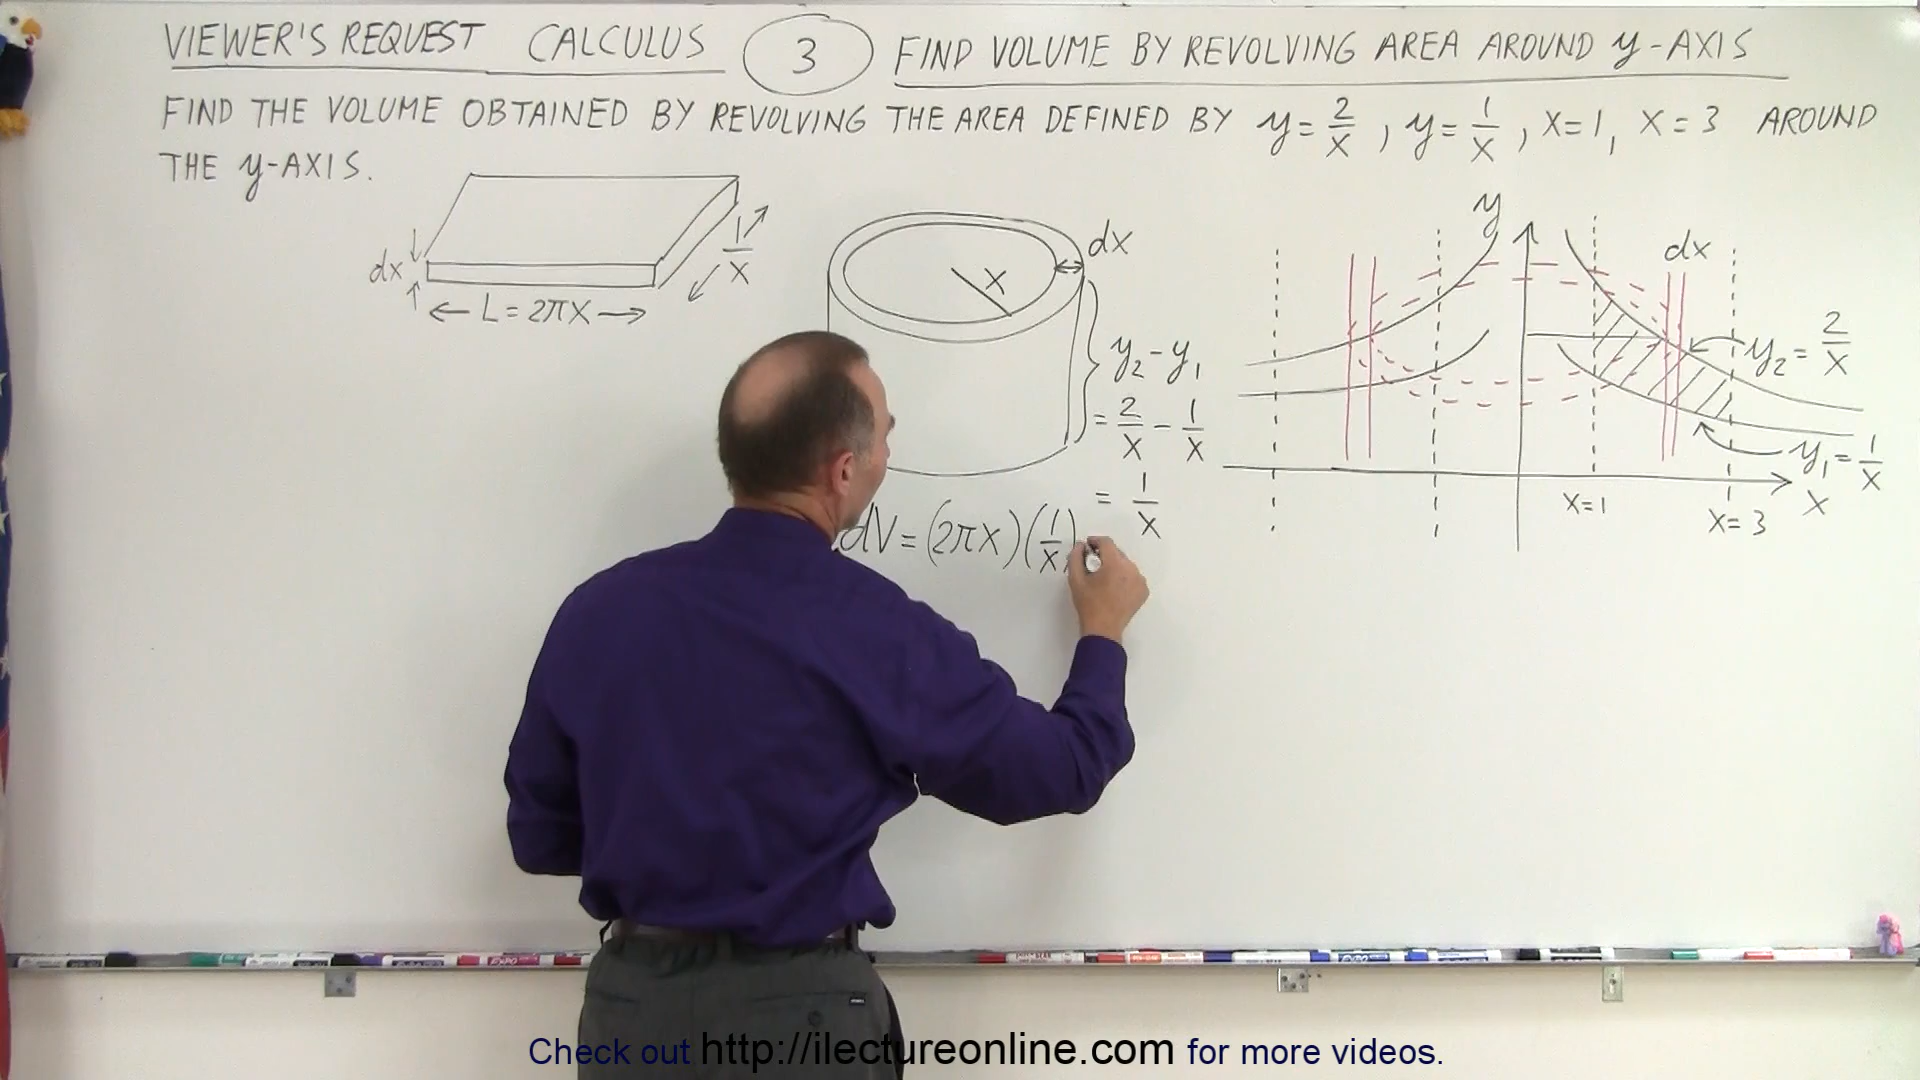 VIEWER'S REQUEST CALCULUS 3 FIND VOLUME BY REVOLVING AREA AROUND y-AXIS
FIND THE VOLUME OBTAINED BY REVOLVING THE AREA DEFINED BY y = 2/x, y = 1/x, x = 1, x = 3 AROUND
THE y-AXIS.
dx
L = 2πx
1/x
dx
x
y₂ - y₁
= 2/x - 1/x
= 1/x
dV = (2πx)(1/x)
y
dx
y₂ = 2/x
y₁ = 1/x
x
x=1
x=3
EXPO
Check out http://ilectureonline.com for more videos.